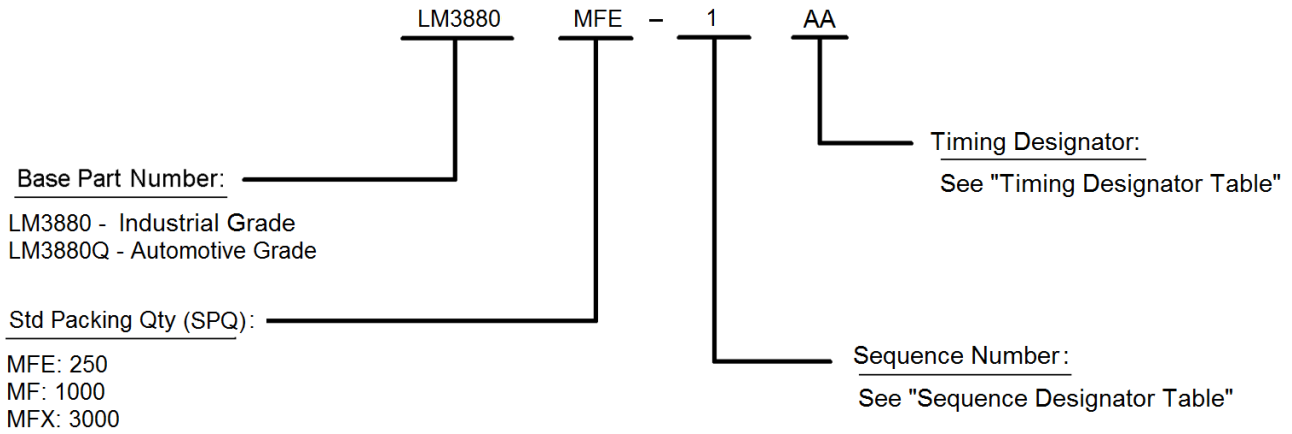 LM3880 MFE – 1 AA
Timing Designator:
See "Timing Designator Table"
Base Part Number:
LM3880 - Industrial Grade
LM3880Q - Automotive Grade
Std Packing Qty (SPQ):
MFE: 250
MF: 1000
MFX: 3000
Sequence Number:
See "Sequence Designator Table"